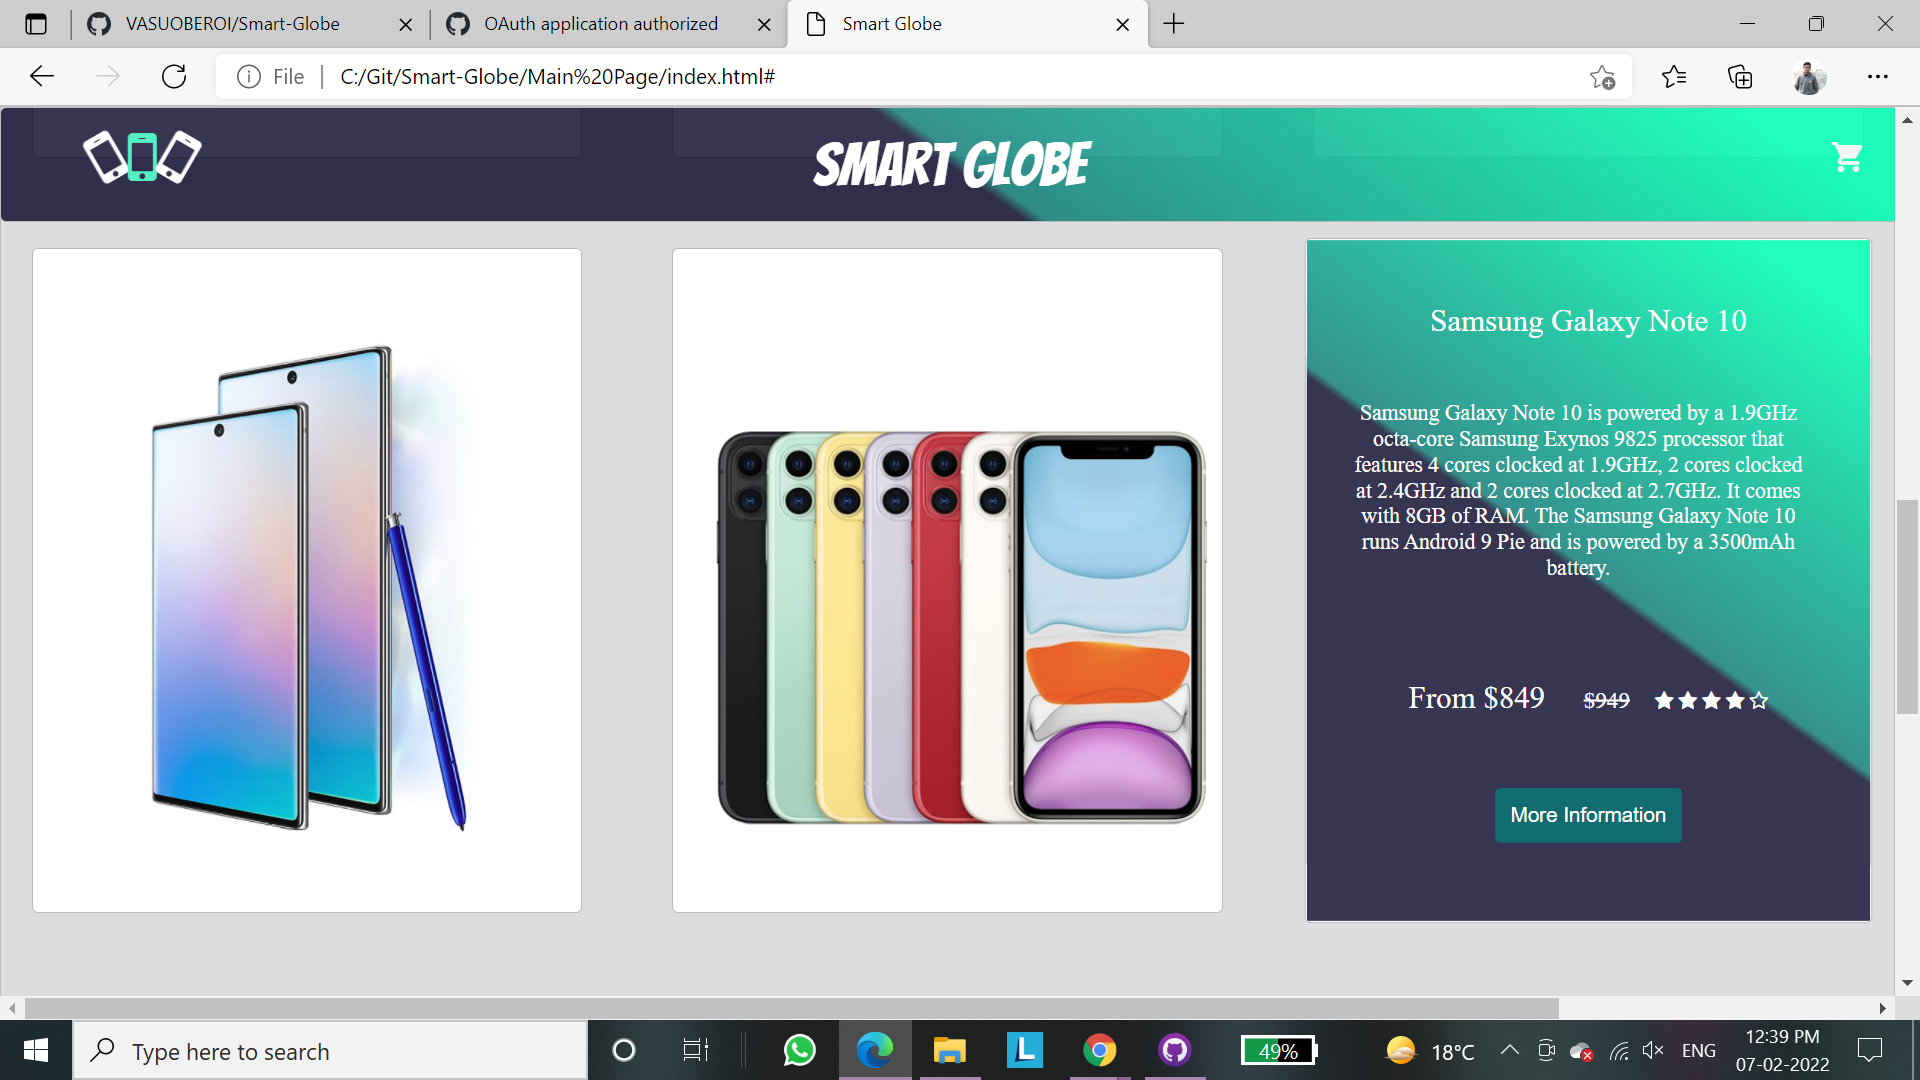 VASUOBEROI/Smart-Globe
OAuth application authorized
Smart Globe
File
C:/Git/Smart-Globe/Main%20Page/index.html#
SMART GLOBE
Samsung Galaxy Note 10
Samsung Galaxy Note 10 is powered by a 1.9GHz
octa-core Samsung Exynos 9825 processor that
features 4 cores clocked at 1.9GHz, 2 cores clocked
at 2.4GHz and 2 cores clocked at 2.7GHz. It comes
with 8GB of RAM. The Samsung Galaxy Note 10
runs Android 9 Pie and is powered by a 3500mAh
battery.
From $849 $949
More Information
Type here to search
L
49%
18°C
ENG
12:39 PM
07-02-2022